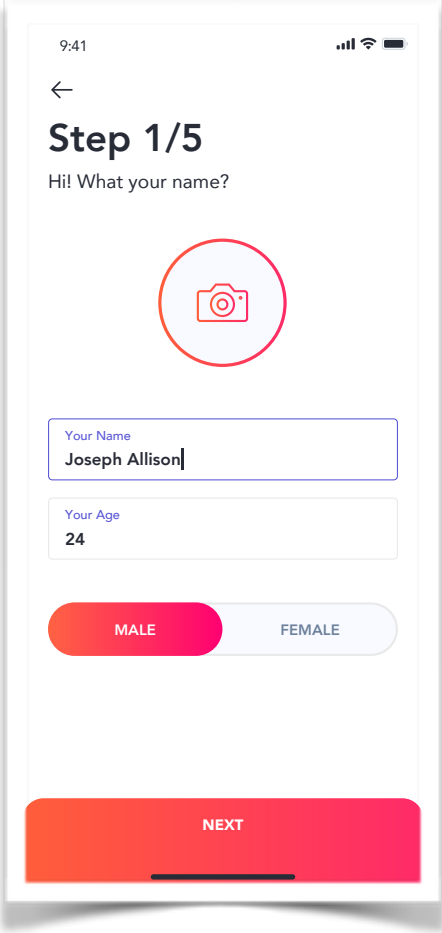 9:41
Step 1/5
Hi! What your name?
Your Name
Joseph Allison
Your Age
24
MALE FEMALE
NEXT